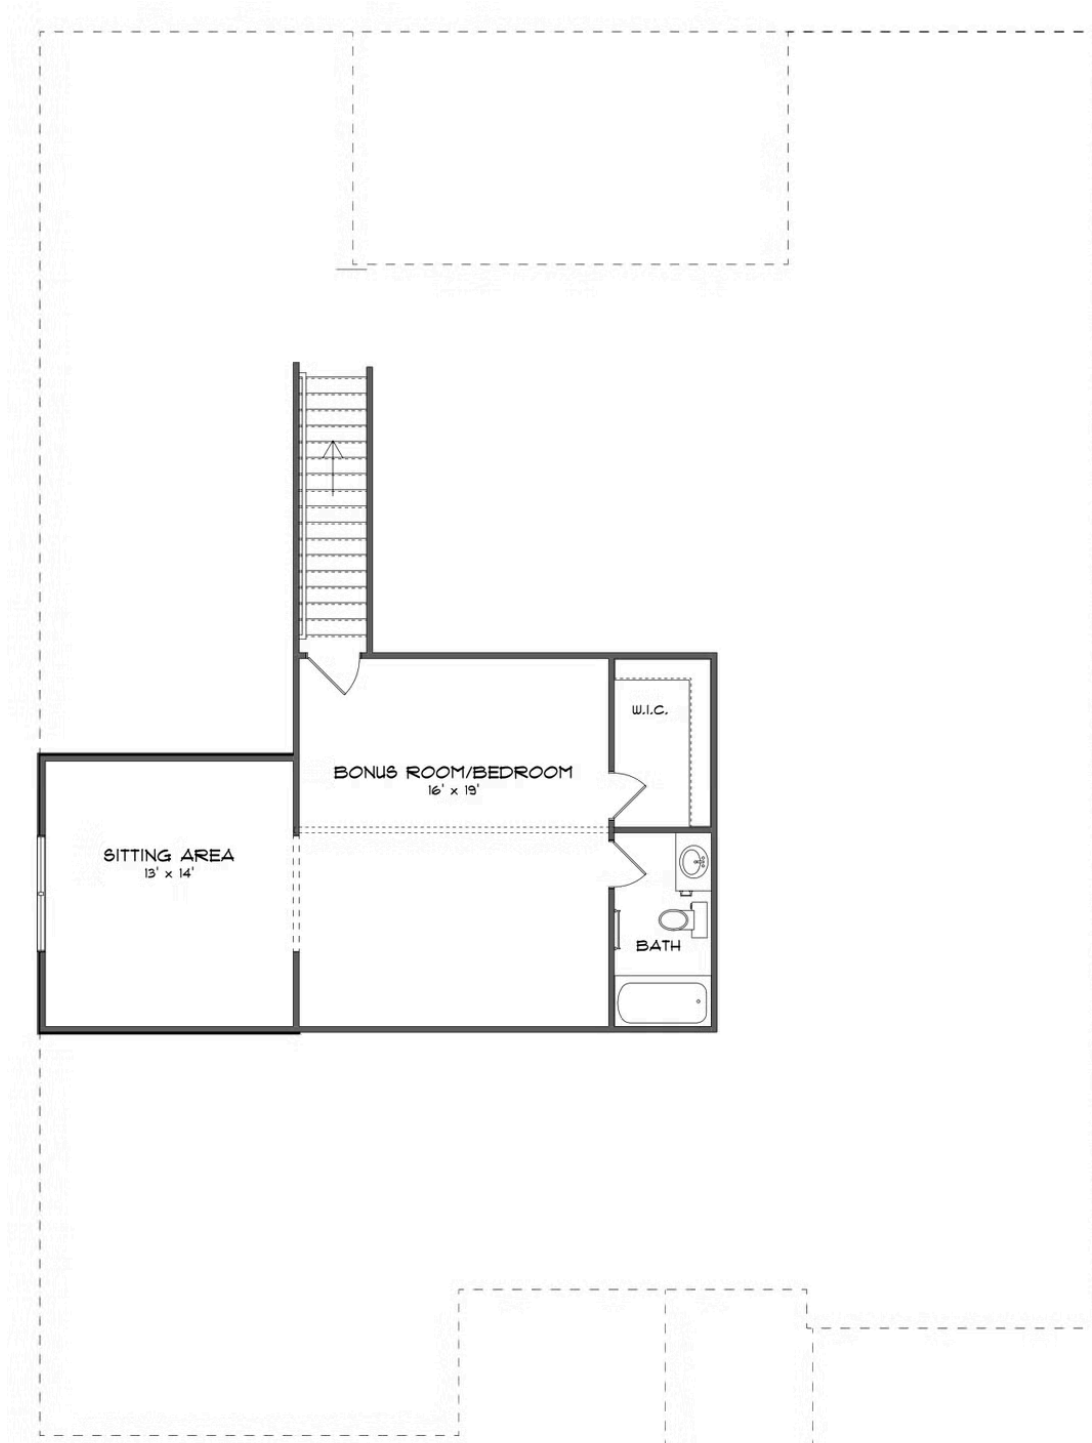 W.I.C.
BONUS ROOM/BEDROOM
16' x 19'
SITTING AREA
13' x 14'
BATH